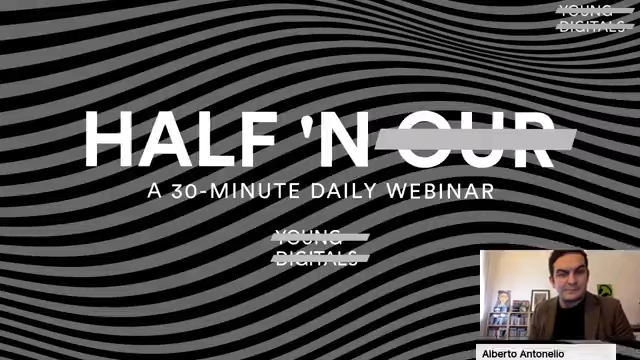 YOUNG
DIGITALS
HALF 'N OUR
A 30-MINUTE DAILY WEBINAR
YOUNG
DIGITALS
Alberto Antonello